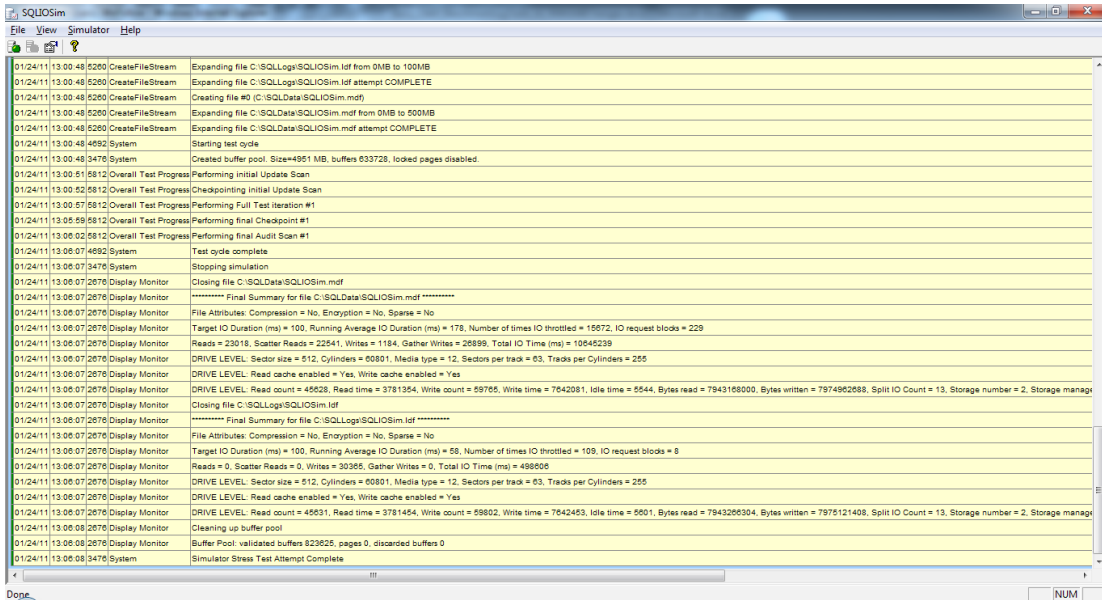 SQLIOSim
File View Simulator Help
01/24/11 13:00:48 5260 CreateFileStream Expanding file C:\SQLLogs\SQLIOSim.ldf from 0MB to 100MB
01/24/11 13:00:48 5260 CreateFileStream Expanding file C:\SQLLogs\SQLIOSim.ldf attempt COMPLETE
01/24/11 13:00:48 5260 CreateFileStream Creating file #0 (C:\SQLData\SQLIOSim.mdf)
01/24/11 13:00:48 5260 CreateFileStream Expanding file C:\SQLData\SQLIOSim.mdf from 0MB to 500MB
01/24/11 13:00:48 5260 CreateFileStream Expanding file C:\SQLData\SQLIOSim.mdf attempt COMPLETE
01/24/11 13:00:48 4692 System Starting test cycle
01/24/11 13:00:48 3476 System Created buffer pool. Size=4951 MB, buffers 633728, locked pages disabled.
01/24/11 13:00:51 5812 Overall Test Progress Performing initial Update Scan
01/24/11 13:00:52 5812 Overall Test Progress Checkpointing initial Update Scan
01/24/11 13:00:57 5812 Overall Test Progress Performing Full Test iteration #1
01/24/11 13:05:59 5812 Overall Test Progress Performing final Checkpoint #1
01/24/11 13:06:02 5812 Overall Test Progress Performing final Audit Scan #1
01/24/11 13:06:07 4692 System Test cycle complete
01/24/11 13:06:07 3476 System Stopping simulation
01/24/11 13:06:07 2676 Display Monitor Closing file C:\SQLData\SQLIOSim.mdf
01/24/11 13:06:07 2676 Display Monitor ********** Final Summary for file C:\SQLData\SQLIOSim.mdf **********
01/24/11 13:06:07 2676 Display Monitor File Attributes: Compression = No, Encryption = No, Sparse = No
01/24/11 13:06:07 2676 Display Monitor Target IO Duration (ms) = 100, Running Average IO Duration (ms) = 178, Number of times IO throttled = 15672, IO request blocks = 229
01/24/11 13:06:07 2676 Display Monitor Reads = 23018, Scatter Reads = 22541, Writes = 1184, Gather Writes = 26899, Total IO Time (ms) = 10645239
01/24/11 13:06:07 2676 Display Monitor DRIVE LEVEL: Sector size = 512, Cylinders = 60801, Media type = 12, Sectors per track = 63, Tracks per Cylinders = 255
01/24/11 13:06:07 2676 Display Monitor DRIVE LEVEL: Read cache enabled = Yes, Write cache enabled = Yes
01/24/11 13:06:07 2676 Display Monitor DRIVE LEVEL: Read count = 45628, Read time = 3781354, Write count = 59765, Write time = 7642081, Idle time = 5544, Bytes read = 7943168000, Bytes written = 7974962688, Split IO Count = 13, Storage number = 2, Storage manage
01/24/11 13:06:07 2676 Display Monitor Closing file C:\SQLLogs\SQLIOSim.ldf
01/24/11 13:06:07 2676 Display Monitor ********** Final Summary for file C:\SQLLogs\SQLIOSim.ldf **********
01/24/11 13:06:07 2676 Display Monitor File Attributes: Compression = No, Encryption = No, Sparse = No
01/24/11 13:06:07 2676 Display Monitor Target IO Duration (ms) = 100, Running Average IO Duration (ms) = 58, Number of times IO throttled = 109, IO request blocks = 8
01/24/11 13:06:07 2676 Display Monitor Reads = 0, Scatter Reads = 0, Writes = 30365, Gather Writes = 0, Total IO Time (ms) = 498606
01/24/11 13:06:07 2676 Display Monitor DRIVE LEVEL: Sector size = 512, Cylinders = 60801, Media type = 12, Sectors per track = 63, Tracks per Cylinders = 255
01/24/11 13:06:07 2676 Display Monitor DRIVE LEVEL: Read cache enabled = Yes, Write cache enabled = Yes
01/24/11 13:06:07 2676 Display Monitor DRIVE LEVEL: Read count = 45631, Read time = 3781454, Write count = 59802, Write time = 7642453, Idle time = 5601, Bytes read = 7943266304, Bytes written = 7975121408, Split IO Count = 13, Storage number = 2, Storage manage
01/24/11 13:06:08 2676 Display Monitor Cleaning up buffer pool
01/24/11 13:06:08 2676 Display Monitor Buffer Pool: validated buffers 823625, pages 0, discarded buffers 0
01/24/11 13:06:08 3476 System Simulator Stress Test Attempt Complete
Done
NUM